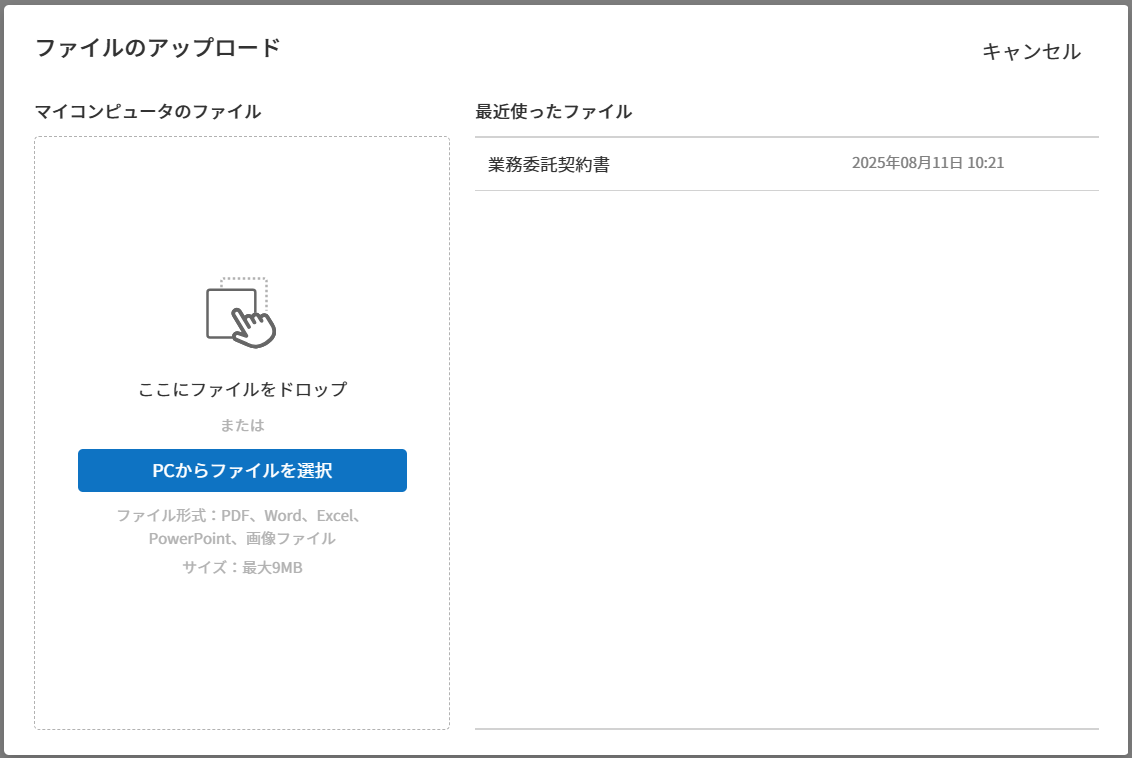 ファイルのアップロード
キャンセル
マイコンピュータのファイル
最近使ったファイル
業務委託契約書
2025年08月11日 10:21
ここにファイルをドロップ
または
PCからファイルを選択
ファイル形式：PDF、Word、Excel、
PowerPoint、画像ファイル
サイズ：最大9MB